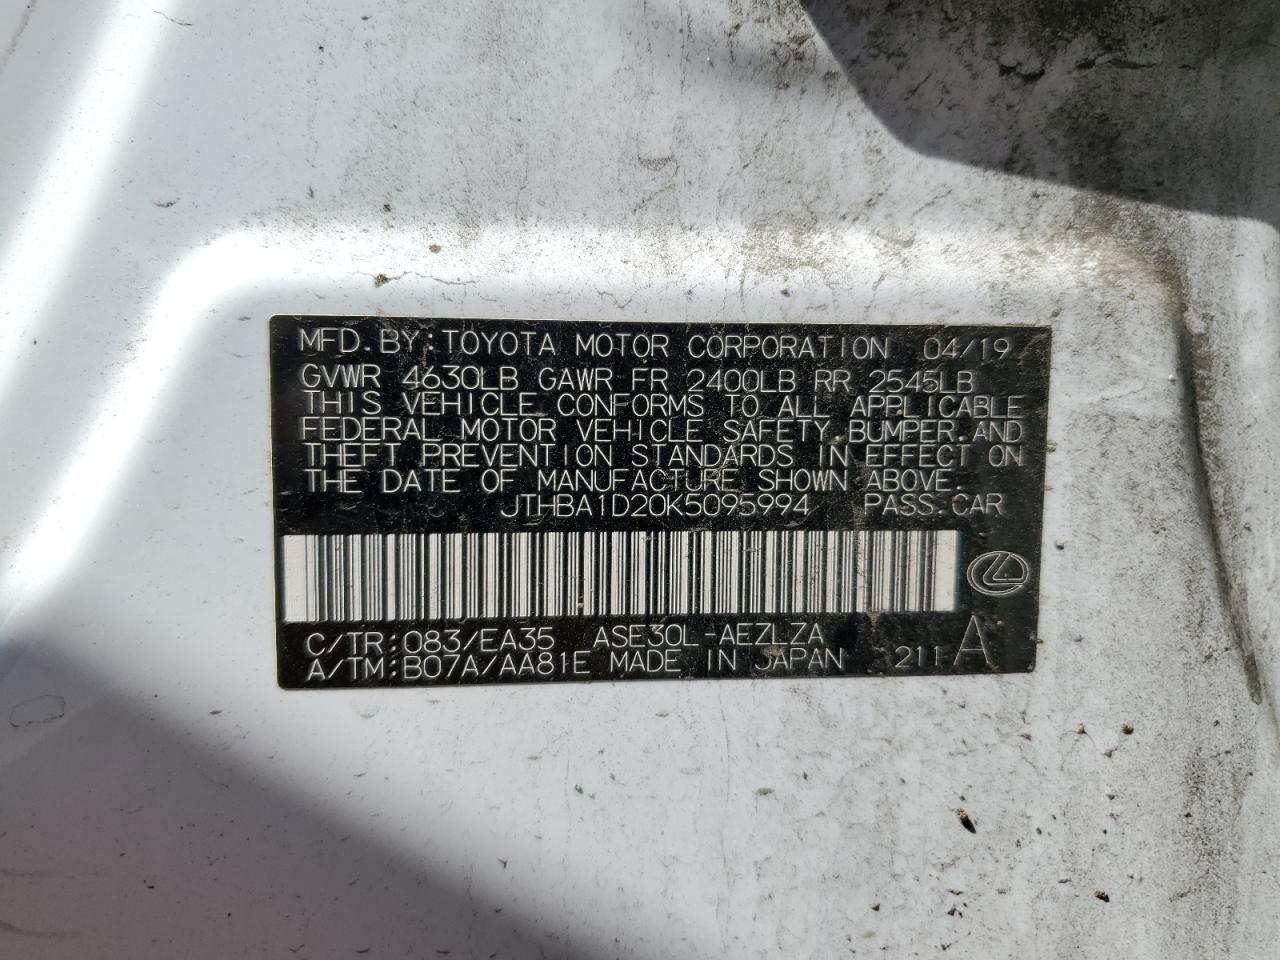 MFD. BY: TOYOTA MOTOR CORPORATION 04/19
GVWR 4630LB GAWR FR 2400LB RR 2545LB
THIS VEHICLE CONFORMS TO ALL APPLICABLE
FEDERAL MOTOR VEHICLE SAFETY, BUMPER, AND
THEFT PREVENTION STANDARDS IN EFFECT ON
THE DATE OF MANUFACTURE SHOWN ABOVE.
JTHBA1D20K5095994 PASS. CAR
C/TR: 083/EA35 ASE30L-AEZLZA
A/TM: B07A/AA81E MADE IN JAPAN 211 A